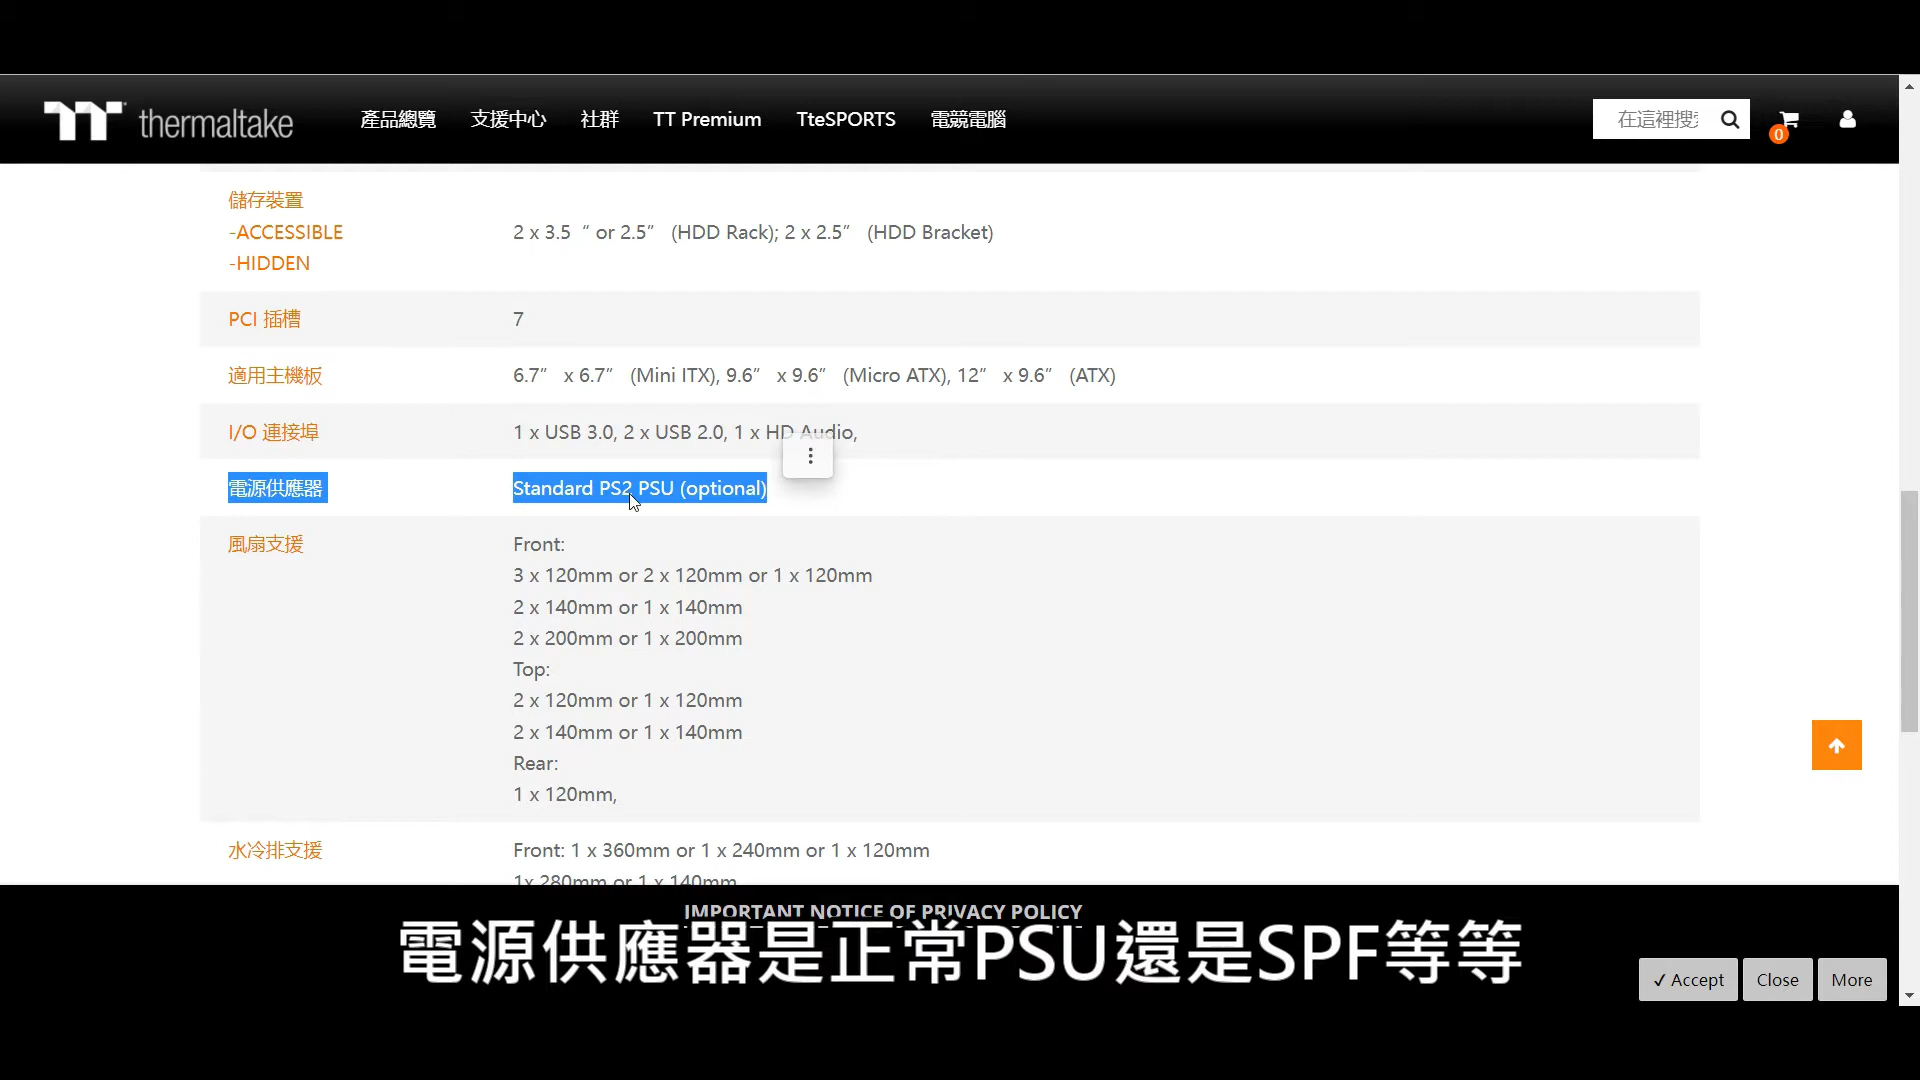 thermaltake
產品總覽 支援中心 社群 TT Premium TteSPORTS 電競電腦
在這裡搜
0
儲存裝置
-ACCESSIBLE
-HIDDEN
2 x 3.5 “ or 2.5” (HDD Rack); 2 x 2.5” (HDD Bracket)
PCI 插槽 7
適用主機板 6.7” x 6.7” (Mini ITX), 9.6” x 9.6” (Micro ATX), 12” x 9.6” (ATX)
I/O 連接埠 1 x USB 3.0, 2 x USB 2.0, 1 x HD Audio,
電源供應器 Standard PS2 PSU (optional)
風扇支援 Front:
3 x 120mm or 2 x 120mm or 1 x 120mm
2 x 140mm or 1 x 140mm
2 x 200mm or 1 x 200mm
Top:
2 x 120mm or 1 x 120mm
2 x 140mm or 1 x 140mm
Rear:
1 x 120mm,
水冷排支援 Front: 1 x 360mm or 1 x 240mm or 1 x 120mm
1x 280mm or 1 x 140mm
IMPORTANT NOTICE OF PRIVACY POLICY
電源供應器是正常PSU還是SPF等等
✓ Accept Close More